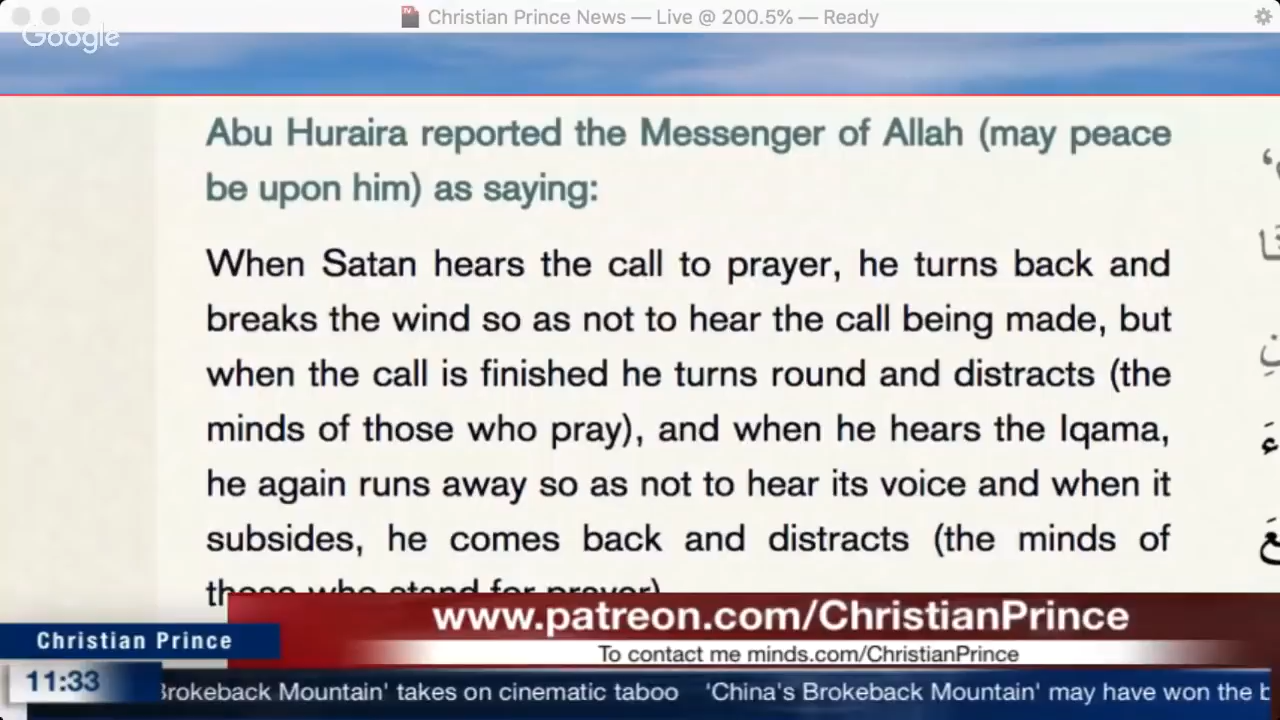 Christian Prince News — Live @ 200.5% — Ready
Google
Abu Huraira reported the Messenger of Allah (may peace
be upon him) as saying:
When Satan hears the call to prayer, he turns back and
breaks the wind so as not to hear the call being made, but
when the call is finished he turns round and distracts (the
minds of those who pray), and when he hears the Iqama,
he again runs away so as not to hear its voice and when it
subsides, he comes back and distracts (the minds of
those who stand for prayer)
www.patreon.com/ChristianPrince
Christian Prince
To contact me minds.com/ChristianPrince
11:33
Brokeback Mountain' takes on cinematic taboo 'China's Brokeback Mountain' may have won the